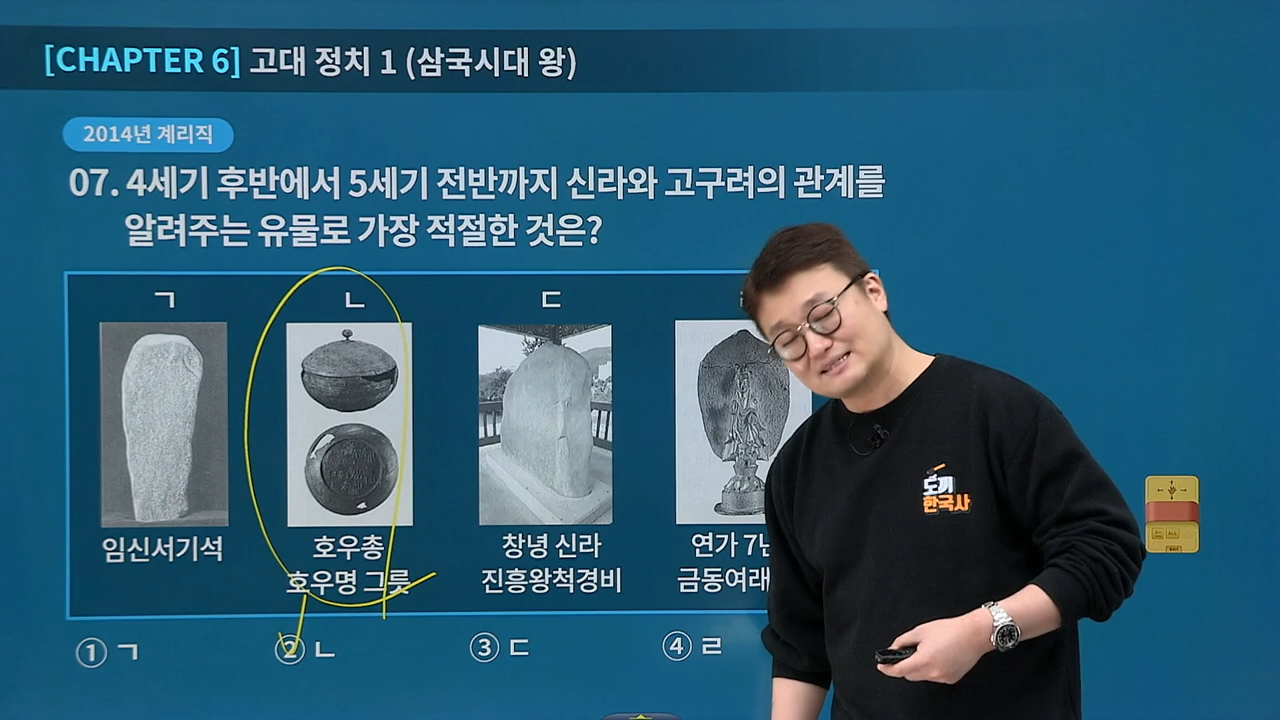 [CHAPTER 6] 고대 정치 1 (삼국시대 왕)
2014년 계리직
07. 4세기 후반에서 5세기 전반까지 신라와 고구려의 관계를
알려주는 유물로 가장 적절한 것은?
ㄱ
ㄴ
ㄷ
임신서기석
호우총
호우명 그릇
창녕 신라
진흥왕척경비
연가 7년
금동여래
① ㄱ
② ㄴ
③ ㄷ
④ ㄹ
도끼
한국사